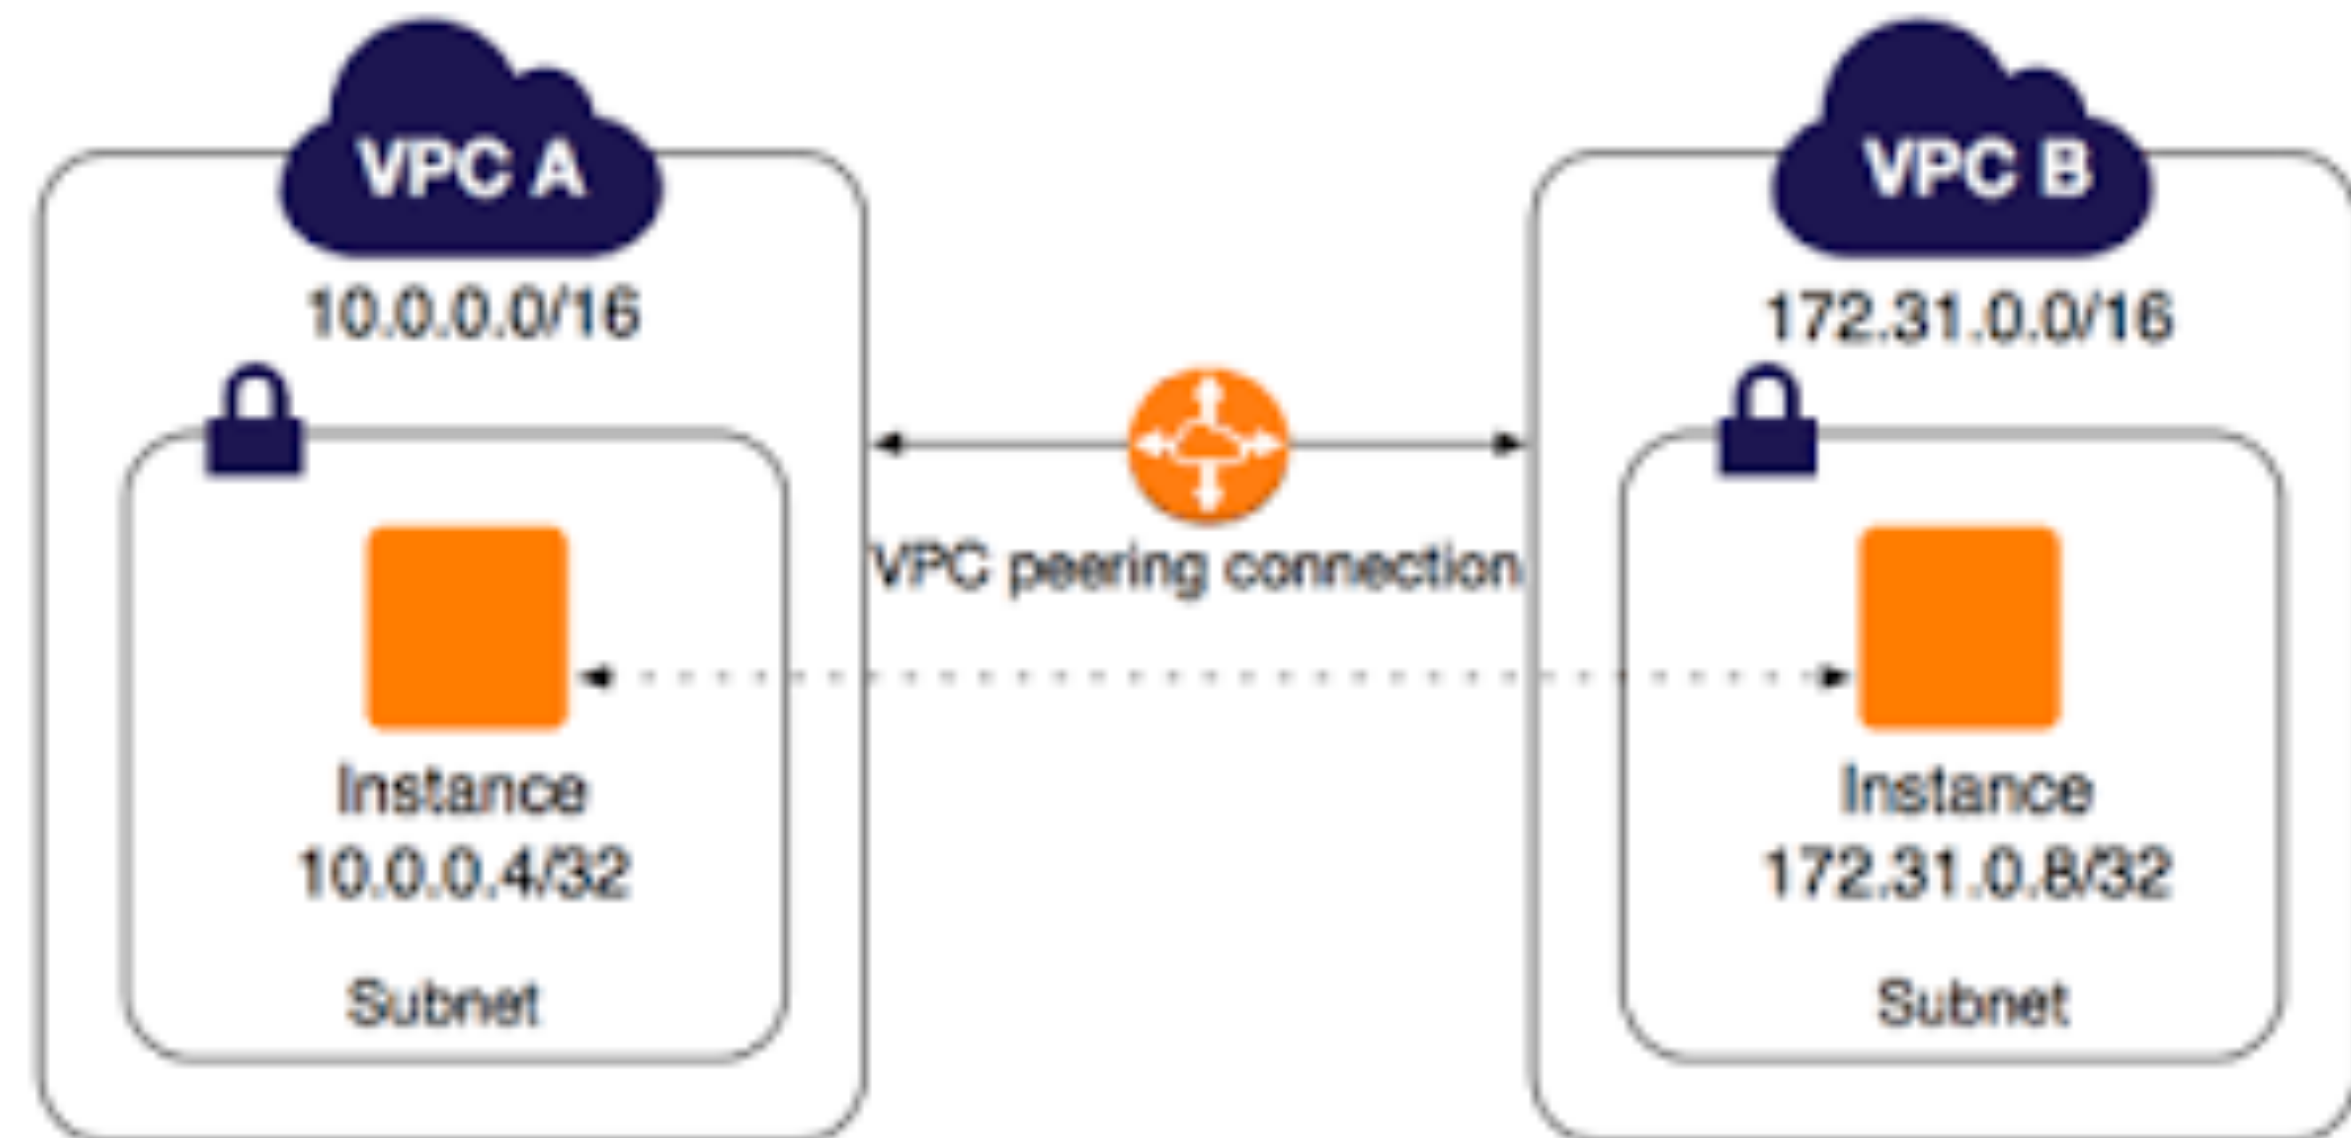 VPC A
10.0.0.0/16
Instance
10.0.0.4/32
Subnet
VPC peering connection
VPC B
172.31.0.0/16
Instance
172.31.0.8/32
Subnet